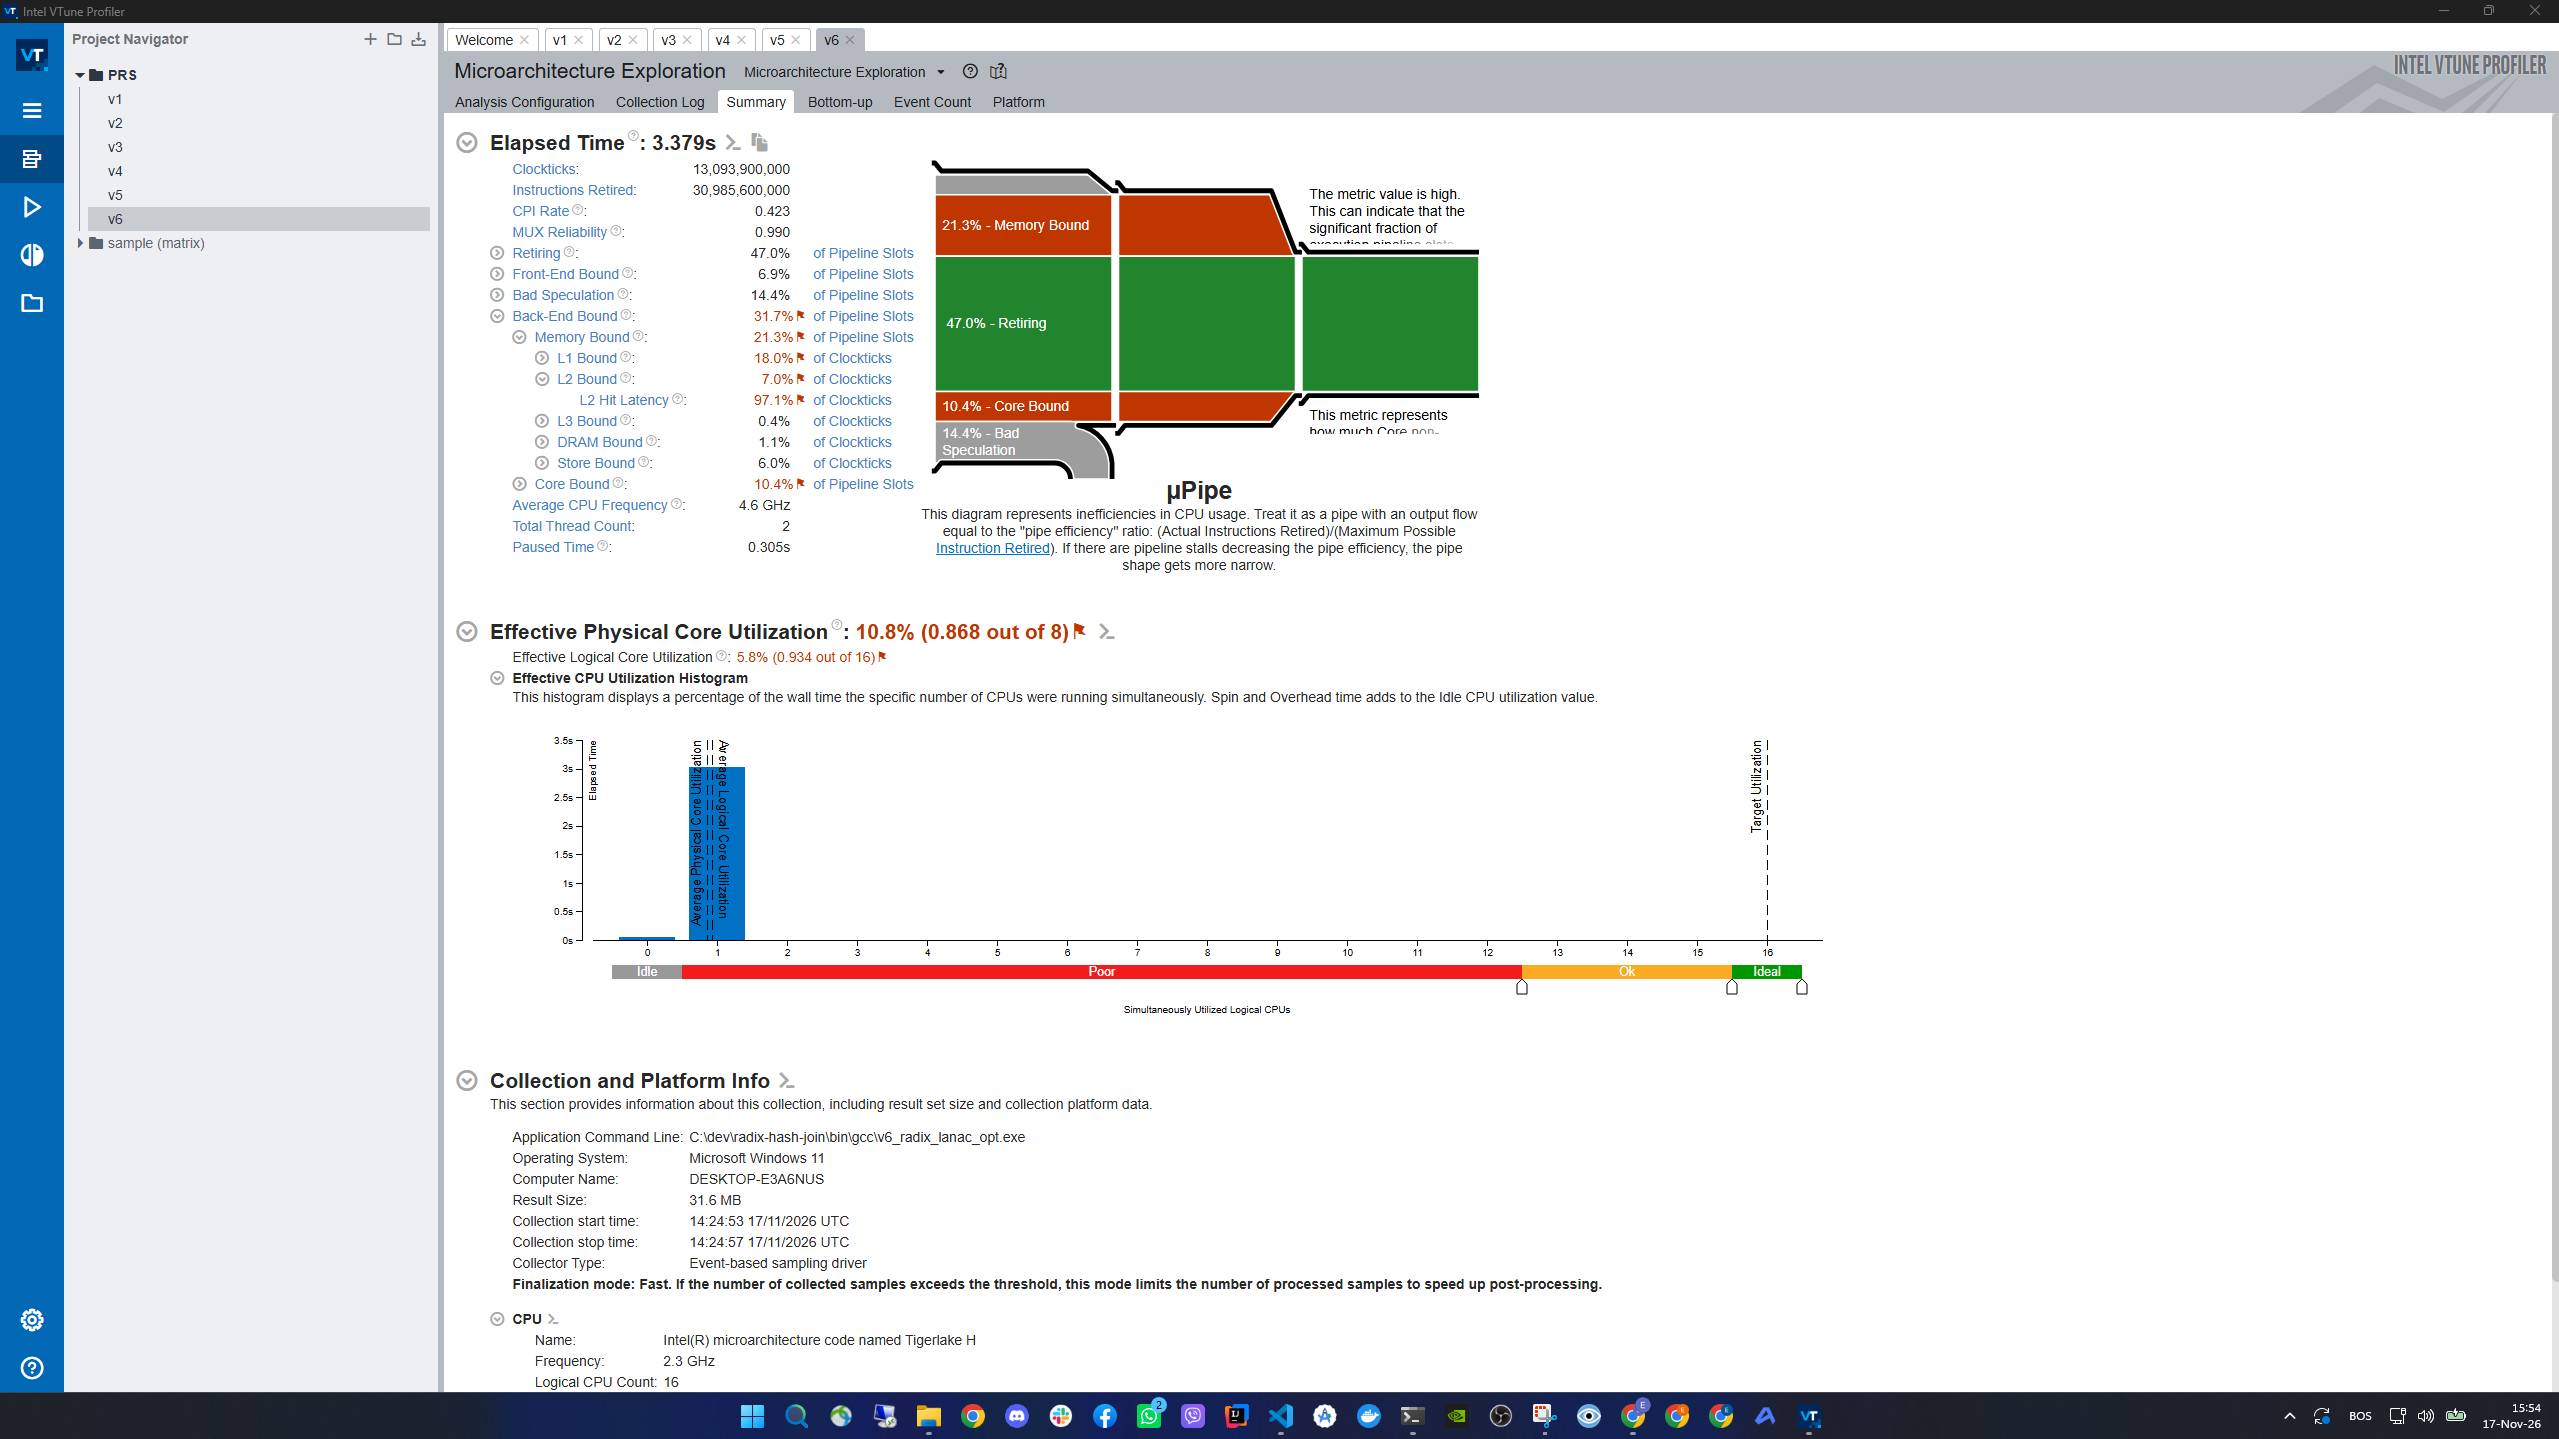 Intel VTune Profiler
Project Navigator
PRS
v1
v2
v3
v4
v5
v6
sample (matrix)
Welcome v1 v2 v3 v4 v5 v6
Microarchitecture Exploration Microarchitecture Exploration
INTEL VTUNE PROFILER
Analysis Configuration Collection Log Summary Bottom-up Event Count Platform
Elapsed Time: 3.379s
Clockticks: 13,093,900,000
Instructions Retired: 30,985,600,000
CPI Rate: 0.423
MUX Reliability: 0.990
Retiring: 47.0% of Pipeline Slots
Front-End Bound: 6.9% of Pipeline Slots
Bad Speculation: 14.4% of Pipeline Slots
Back-End Bound: 31.7% of Pipeline Slots
Memory Bound: 21.3% of Pipeline Slots
L1 Bound: 18.0% of Clockticks
L2 Bound: 7.0% of Clockticks
L2 Hit Latency: 97.1% of Clockticks
L3 Bound: 0.4% of Clockticks
DRAM Bound: 1.1% of Clockticks
Store Bound: 6.0% of Clockticks
Core Bound: 10.4% of Pipeline Slots
Average CPU Frequency: 4.6 GHz
Total Thread Count: 2
Paused Time: 0.305s
21.3% - Memory Bound
47.0% - Retiring
10.4% - Core Bound
14.4% - Bad
Speculation
The metric value is high.
This can indicate that the
significant fraction of
execution pipeline slots
This metric represents
how much Core non-
µPipe
This diagram represents inefficiencies in CPU usage. Treat it as a pipe with an output flow
equal to the "pipe efficiency" ratio: (Actual Instructions Retired)/(Maximum Possible
Instruction Retired). If there are pipeline stalls decreasing the pipe efficiency, the pipe
shape gets more narrow.
Effective Physical Core Utilization: 10.8% (0.868 out of 8)
Effective Logical Core Utilization: 5.8% (0.934 out of 16)
Effective CPU Utilization Histogram
This histogram displays a percentage of the wall time the specific number of CPUs were running simultaneously. Spin and Overhead time adds to the Idle CPU utilization value.
3.5s
3s
2.5s
2s
1.5s
1s
0.5s
0s
Elapsed Time
Average Physical Core Utilization
Average Logical Core Utilization
Target Utilization
0 1 2 3 4 5 6 7 8 9 10 11 12 13 14 15 16
Idle Poor Ok Ideal
Simultaneously Utilized Logical CPUs
Collection and Platform Info
This section provides information about this collection, including result set size and collection platform data.
Application Command Line: C:\dev\radix-hash-join\bin\gcc\v6_radix_lanac_opt.exe
Operating System: Microsoft Windows 11
Computer Name: DESKTOP-E3A6NUS
Result Size: 31.6 MB
Collection start time: 14:24:53 17/11/2026 UTC
Collection stop time: 14:24:57 17/11/2026 UTC
Collector Type: Event-based sampling driver
Finalization mode: Fast. If the number of collected samples exceeds the threshold, this mode limits the number of processed samples to speed up post-processing.
CPU
Name: Intel(R) microarchitecture code named Tigerlake H
Frequency: 2.3 GHz
Logical CPU Count: 16
2
BOS
15:54
17-Nov-26